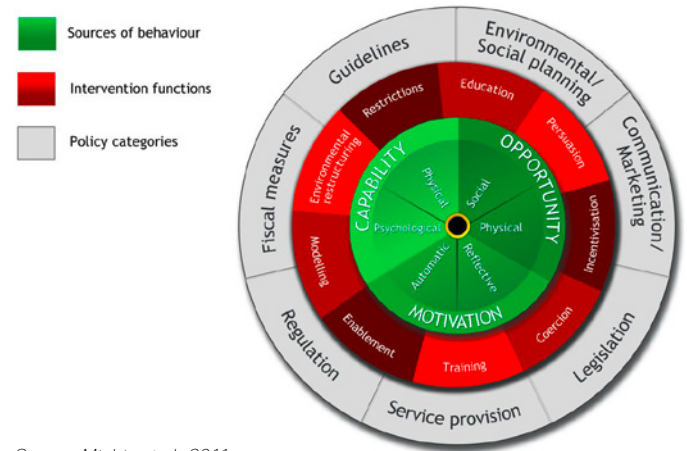 Sources of behaviour
Intervention functions
Policy categories
Guidelines
Environmental/
Social planning
Communication/
Marketing
Legislation
Service provision
Regulation
Fiscal measures
Restrictions
Education
Persuasion
Incentivisation
Coercion
Training
Enablement
Modelling
Environmental
restructuring
CAPABILITY
OPPORTUNITY
MOTIVATION
Physical
Social
Physical
Reflective
Automatic
Psychological